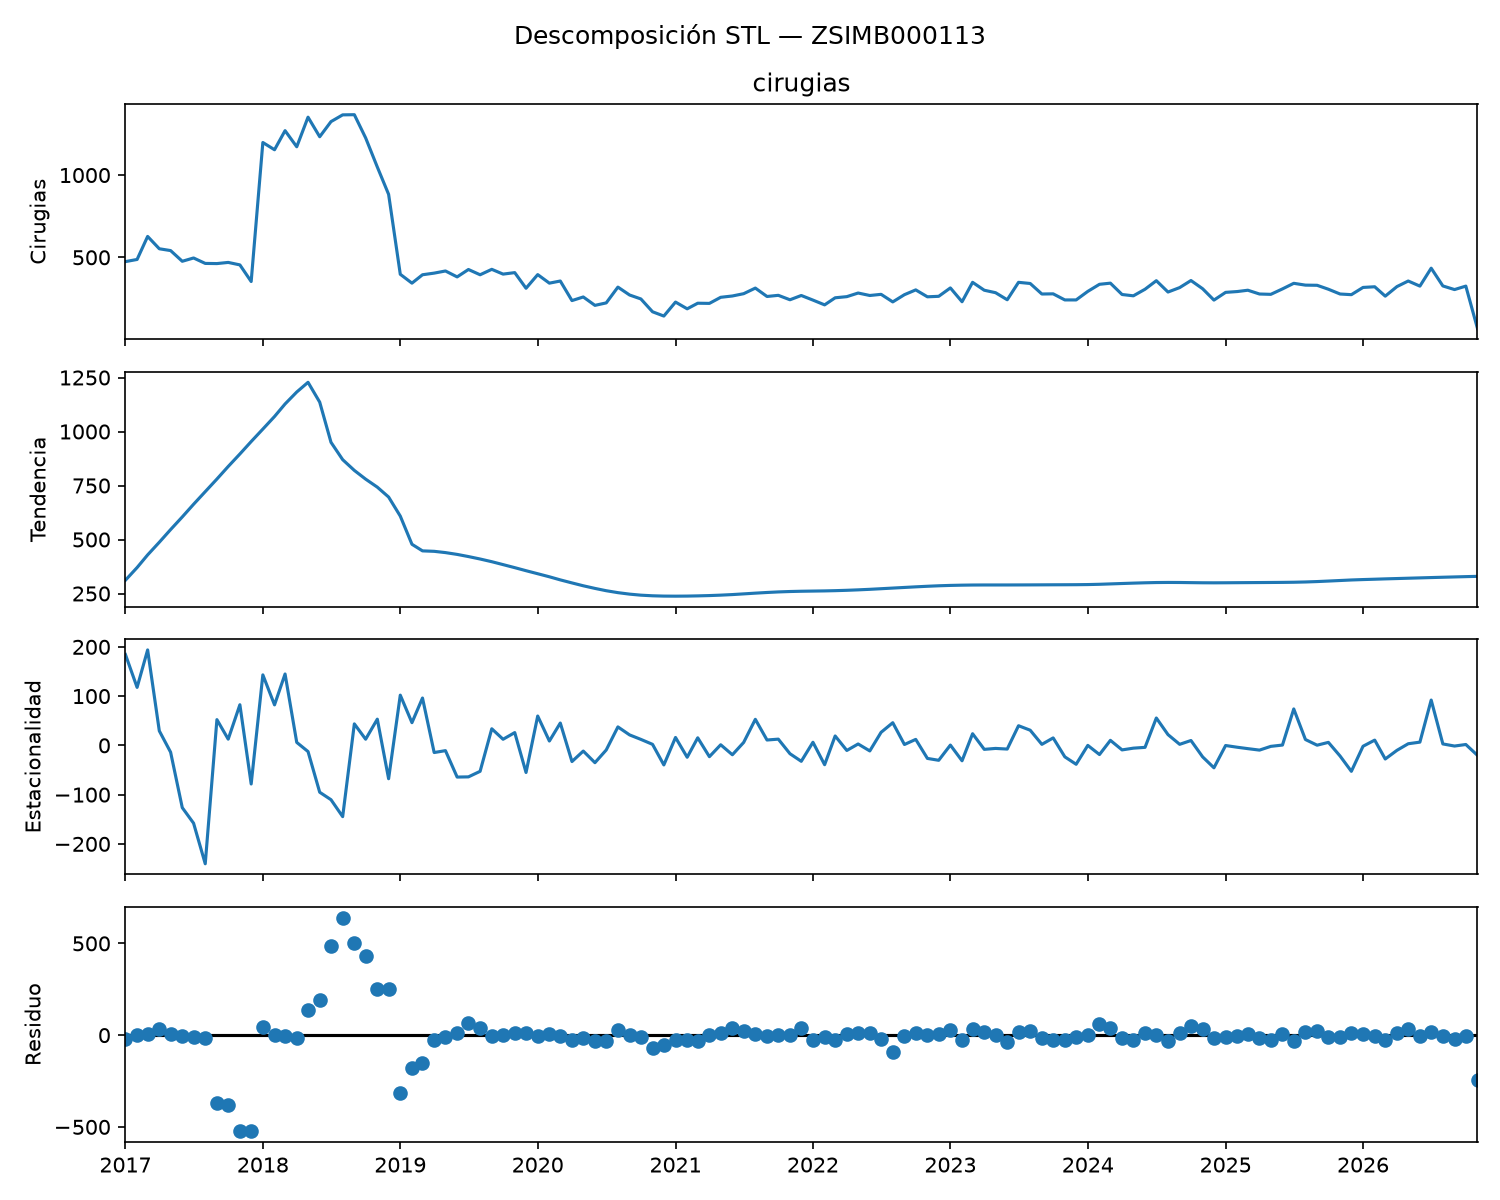 Descomposición STL — ZSIMB000113
cirugias
Cirugias
1000
500
Tendencia
1250
1000
750
500
250
Estacionalidad
200
100
0
−100
−200
Residuo
500
0
−500
2017 2018 2019 2020 2021 2022 2023 2024 2025 2026